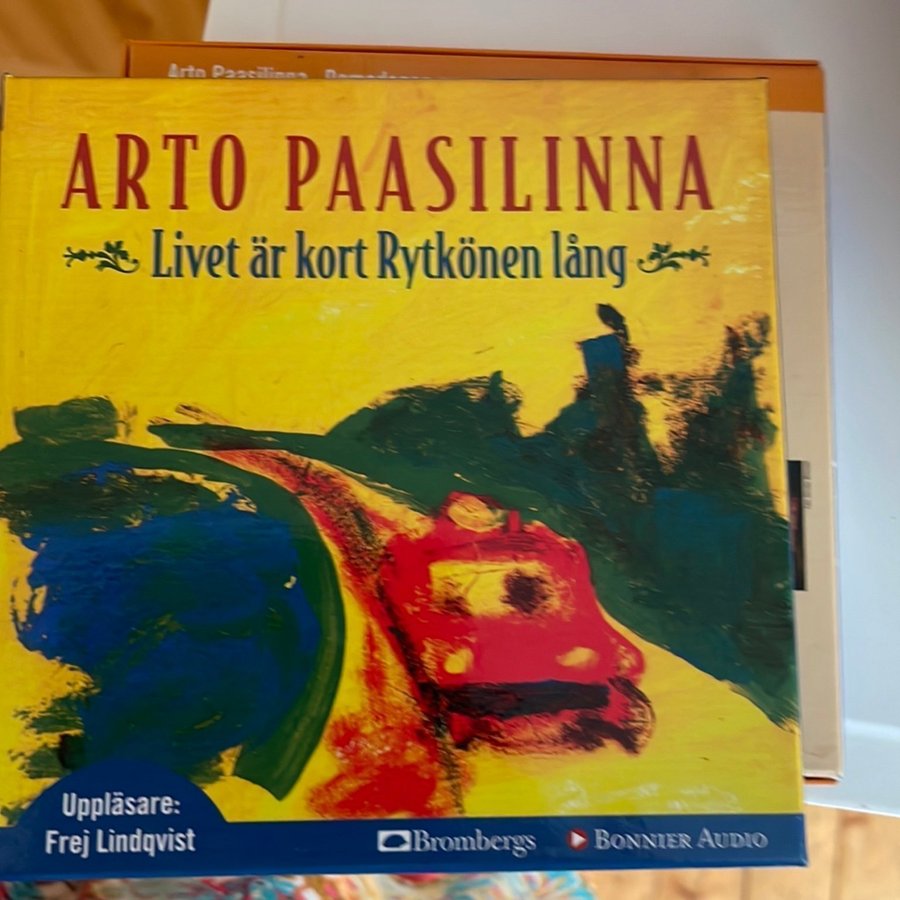 Arto Paasilinna
ARTO PAASILINNA
Livet är kort Rytkönen lång
Uppläsare:
Frej Lindqvist
Brombergs
BONNIER AUDIO